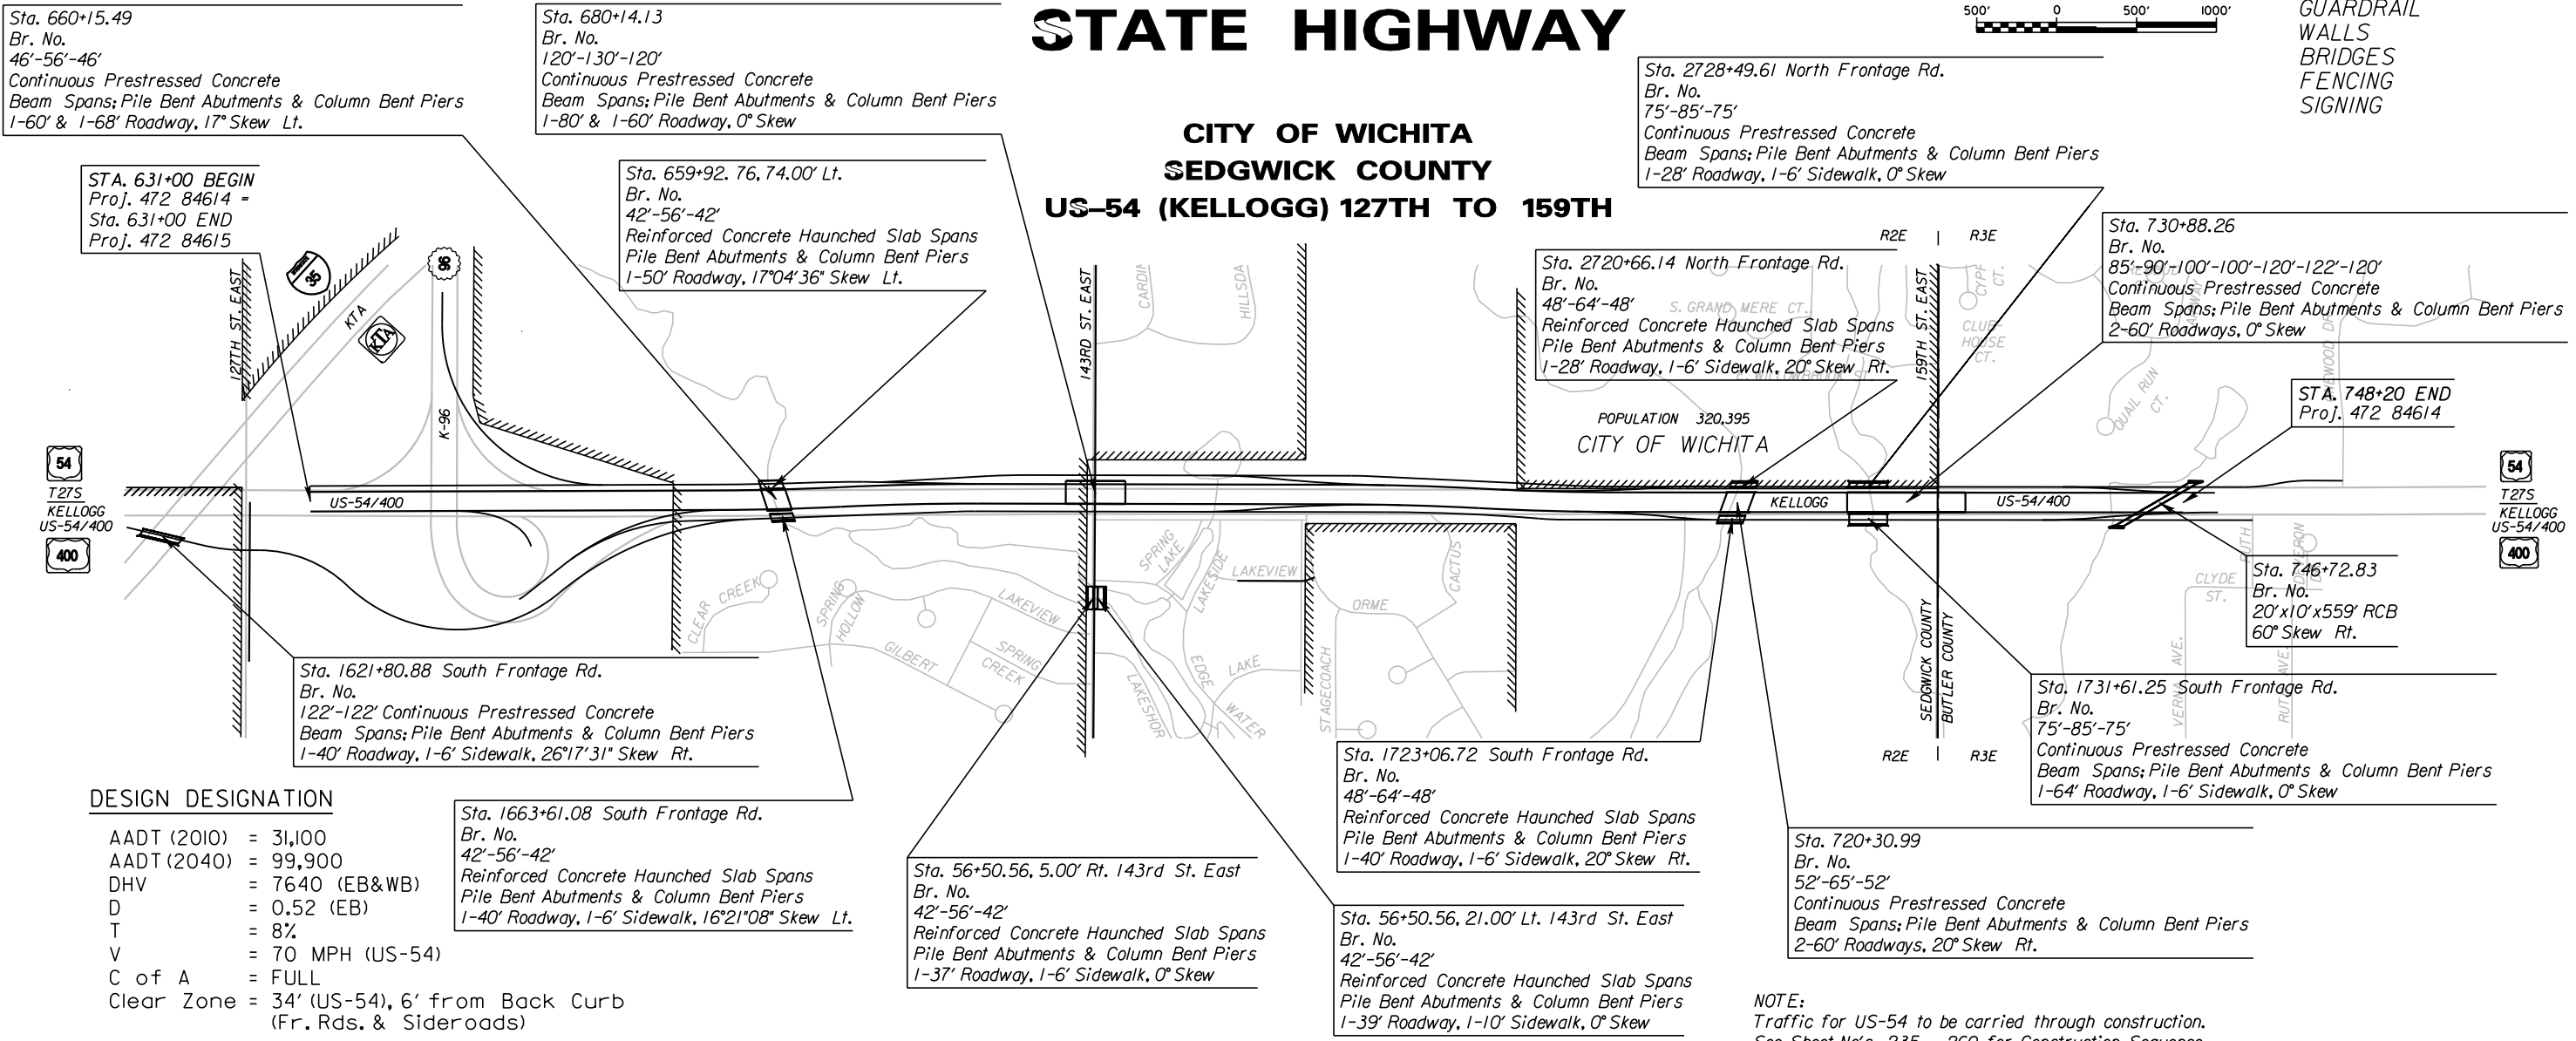 STATE HIGHWAY
CITY OF WICHITA
SEDGWICK COUNTY
US-54 (KELLOGG) 127TH TO 159TH
500' 0 500' 1000'
GUARDRAIL
WALLS
BRIDGES
FENCING
SIGNING
Sta. 660+15.49
Br. No.
46'-56'-46'
Continuous Prestressed Concrete
Beam Spans; Pile Bent Abutments & Column Bent Piers
1-60' & 1-68' Roadway, 17° Skew Lt.
Sta. 680+14.13
Br. No.
120'-130'-120'
Continuous Prestressed Concrete
Beam Spans; Pile Bent Abutments & Column Bent Piers
1-80' & 1-60' Roadway, 0° Skew
Sta. 2728+49.61 North Frontage Rd.
Br. No.
75'-85'-75'
Continuous Prestressed Concrete
Beam Spans; Pile Bent Abutments & Column Bent Piers
1-28' Roadway, 1-6' Sidewalk, 0° Skew
STA. 631+00 BEGIN
Proj. 472 84614 =
Sta. 631+00 END
Proj. 472 84615
Sta. 659+92. 76, 74.00' Lt.
Br. No.
42'-56'-42'
Reinforced Concrete Haunched Slab Spans
Pile Bent Abutments & Column Bent Piers
1-50' Roadway, 17°04'36" Skew Lt.
Sta. 2720+66.14 North Frontage Rd.
Br. No.
48'-64'-48'
Reinforced Concrete Haunched Slab Spans
Pile Bent Abutments & Column Bent Piers
1-28' Roadway, 1-6' Sidewalk, 20° Skew Rt.
Sta. 730+88.26
Br. No.
85'-90'-100'-100'-120'-122'-120'
Continuous Prestressed Concrete
Beam Spans; Pile Bent Abutments & Column Bent Piers
2-60' Roadways, 0° Skew
STA. 748+20 END
Proj. 472 84614
R2E | R3E
127TH ST. EAST
35
KTA
KTA
96
K-96
143RD ST. EAST
CARDIN
HILLSDA
S. GRAND MERE CT.
159TH ST. EAST
CYPR
CT.
CLUB-
HOUSE
CT.
QUAIL RUN
CT.
POPULATION 320,395
CITY OF WICHITA
54
T27S
KELLOGG
US-54/400
400
US-54/400
KELLOGG
US-54/400
54
T27S
KELLOGG
US-54/400
400
CLEAR CREEK
SPRING
HOLLOW
GILBERT
SPRING
CREEK
LAKEVIEW
SPRING
LAKE
LAKESIDE
LAKEVIEW
EDGE
LAKE
WATER
LAKESHOR
STAGECOACH
ORME
CACTUS
SEDGWICK COUNTY
BUTLER COUNTY
CLYDE
ST.
VERNA AVE.
R2E | R3E
Sta. 746+72.83
Br. No.
20'x10'x559' RCB
60° Skew Rt.
Sta. 1621+80.88 South Frontage Rd.
Br. No.
122'-122' Continuous Prestressed Concrete
Beam Spans; Pile Bent Abutments & Column Bent Piers
1-40' Roadway, 1-6' Sidewalk, 26°17'31" Skew Rt.
Sta. 1731+61.25 South Frontage Rd.
Br. No.
75'-85'-75'
Continuous Prestressed Concrete
Beam Spans; Pile Bent Abutments & Column Bent Piers
1-64' Roadway, 1-6' Sidewalk, 0° Skew
Sta. 1723+06.72 South Frontage Rd.
Br. No.
48'-64'-48'
Reinforced Concrete Haunched Slab Spans
Pile Bent Abutments & Column Bent Piers
1-40' Roadway, 1-6' Sidewalk, 20° Skew Rt.
DESIGN DESIGNATION
AADT (2010) = 31,100
AADT (2040) = 99,900
DHV = 7640 (EB&WB)
D = 0.52 (EB)
T = 8%
V = 70 MPH (US-54)
C of A = FULL
Clear Zone = 34' (US-54), 6' from Back Curb
(Fr. Rds. & Sideroads)
Sta. 1663+61.08 South Frontage Rd.
Br. No.
42'-56'-42'
Reinforced Concrete Haunched Slab Spans
Pile Bent Abutments & Column Bent Piers
1-40' Roadway, 1-6' Sidewalk, 16°21"08" Skew Lt.
Sta. 56+50.56, 5.00' Rt. 143rd St. East
Br. No.
42'-56'-42'
Reinforced Concrete Haunched Slab Spans
Pile Bent Abutments & Column Bent Piers
1-37' Roadway, 1-6' Sidewalk, 0° Skew
Sta. 56+50.56, 21.00' Lt. 143rd St. East
Br. No.
42'-56'-42'
Reinforced Concrete Haunched Slab Spans
Pile Bent Abutments & Column Bent Piers
1-39' Roadway, 1-10' Sidewalk, 0° Skew
Sta. 720+30.99
Br. No.
52'-65'-52'
Continuous Prestressed Concrete
Beam Spans; Pile Bent Abutments & Column Bent Piers
2-60' Roadways, 20° Skew Rt.
NOTE:
Traffic for US-54 to be carried through construction.
See Sheet No's. 235 - 260 for Construction Sequence